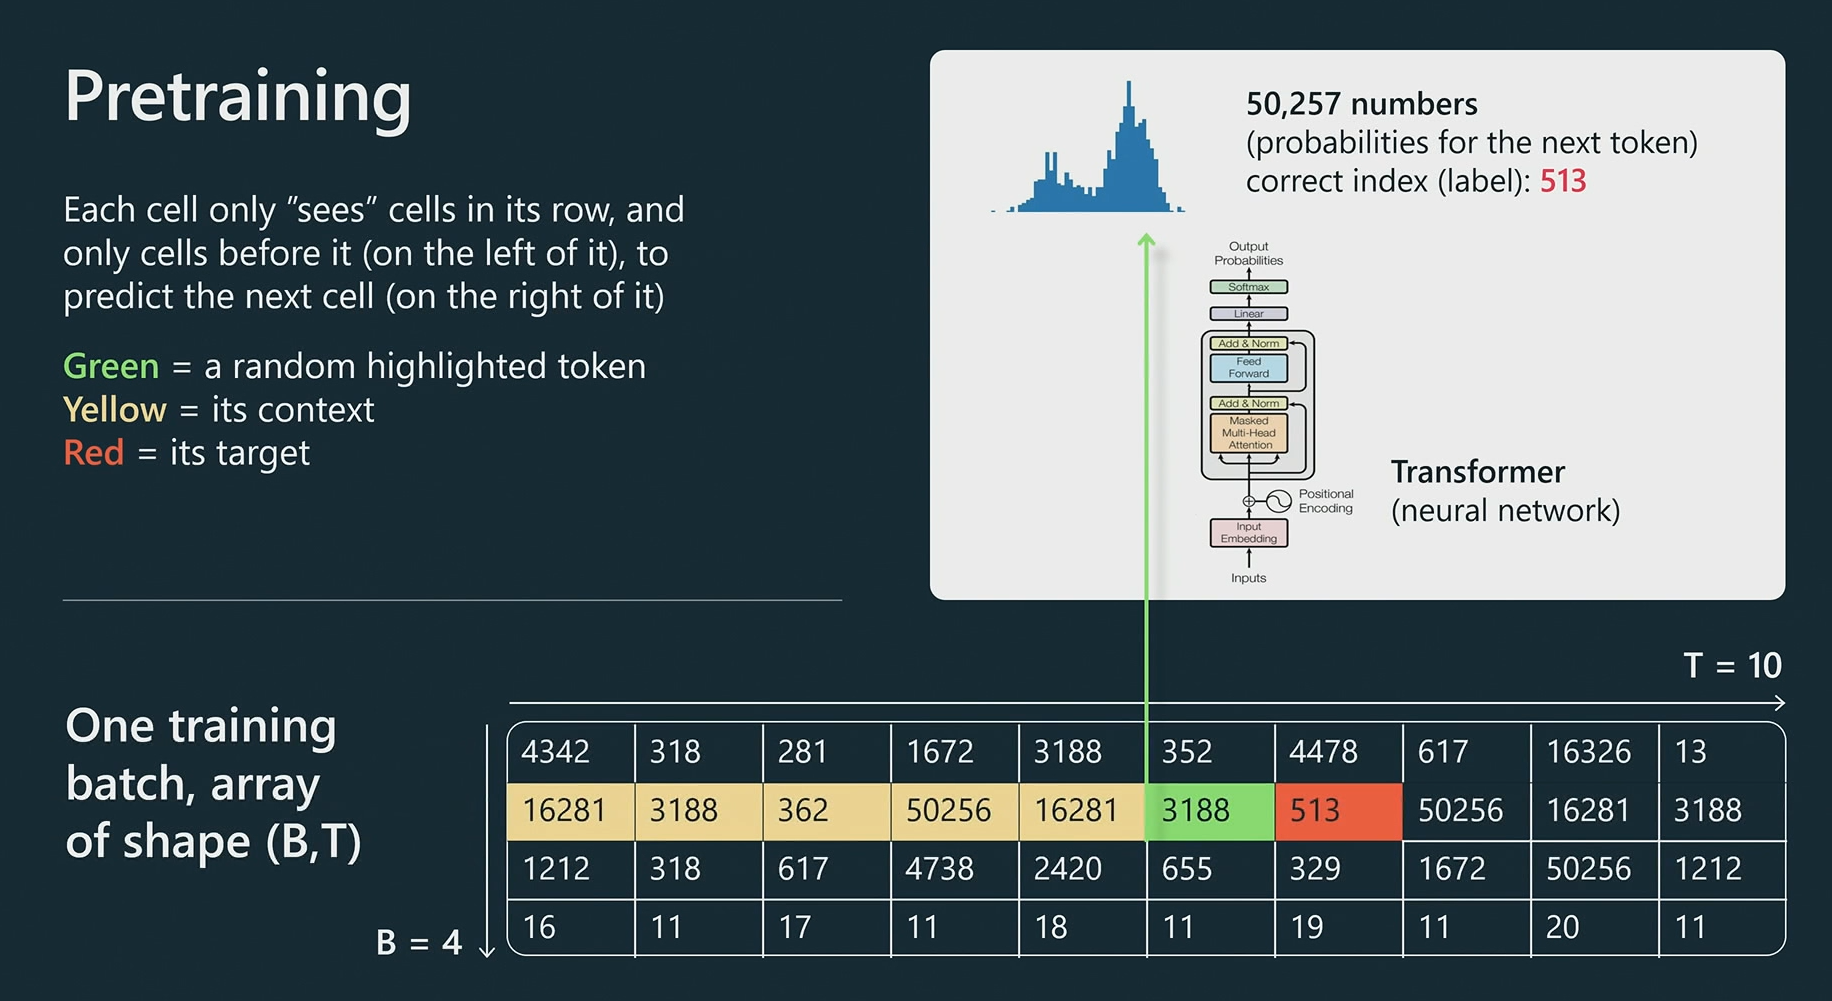 Pretraining
Each cell only ”sees” cells in its row, and
only cells before it (on the left of it), to
predict the next cell (on the right of it)
Green = a random highlighted token
Yellow = its context
Red = its target
50,257 numbers
(probabilities for the next token)
correct index (label): 513
Output
Probabilities
Softmax
Linear
Add & Norm
Feed
Forward
Add & Norm
Masked
Multi-Head
Attention
Positional
Encoding
Input
Embedding
Inputs
Transformer
(neural network)
One training
batch, array
of shape (B,T)
T = 10
B = 4
4342 318 281 1672 3188 352 4478 617 16326 13
16281 3188 362 50256 16281 3188 513 50256 16281 3188
1212 318 617 4738 2420 655 329 1672 50256 1212
16 11 17 11 18 11 19 11 20 11